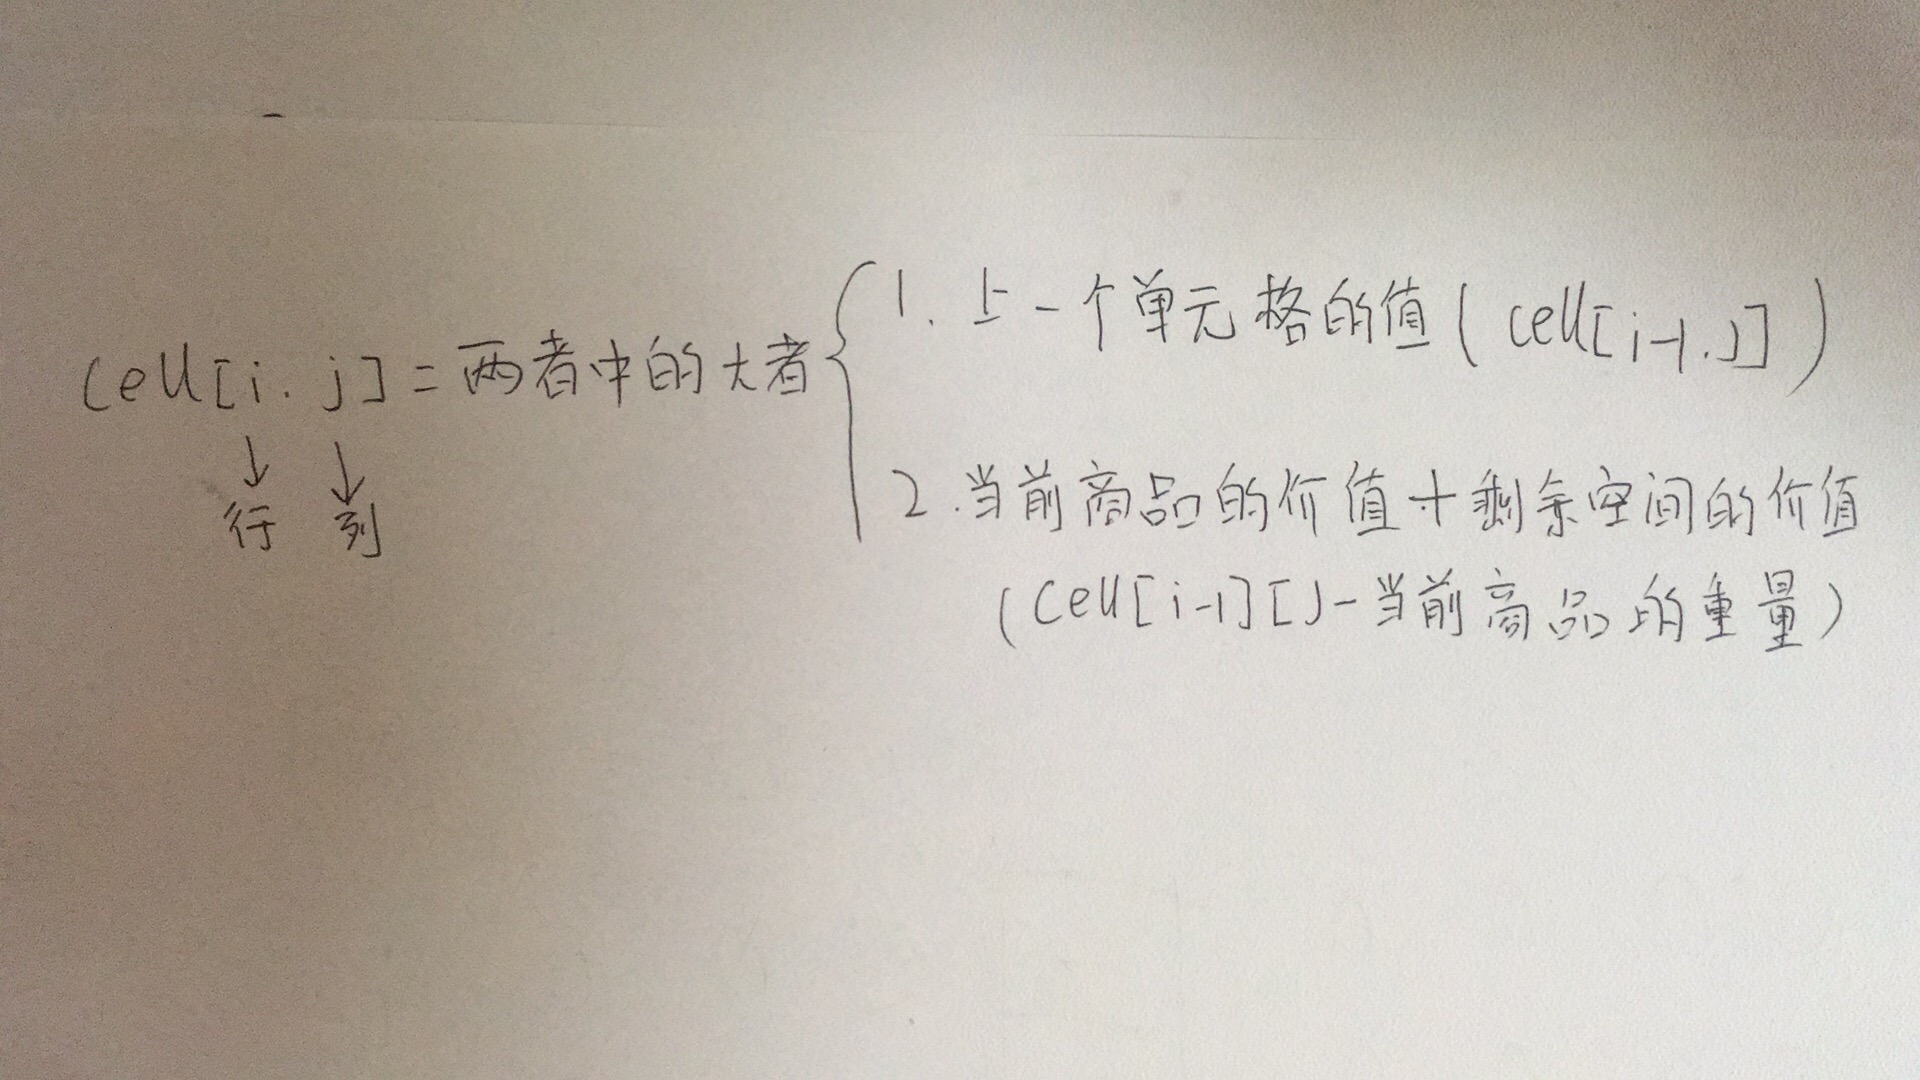 cell[i.j]=两者中的大者
行 列
1.上一个单元格的值(cell[i-1.j])
2.当前商品的价值+剩余空间的价值
(cell[i-1][j-当前商品的重量)